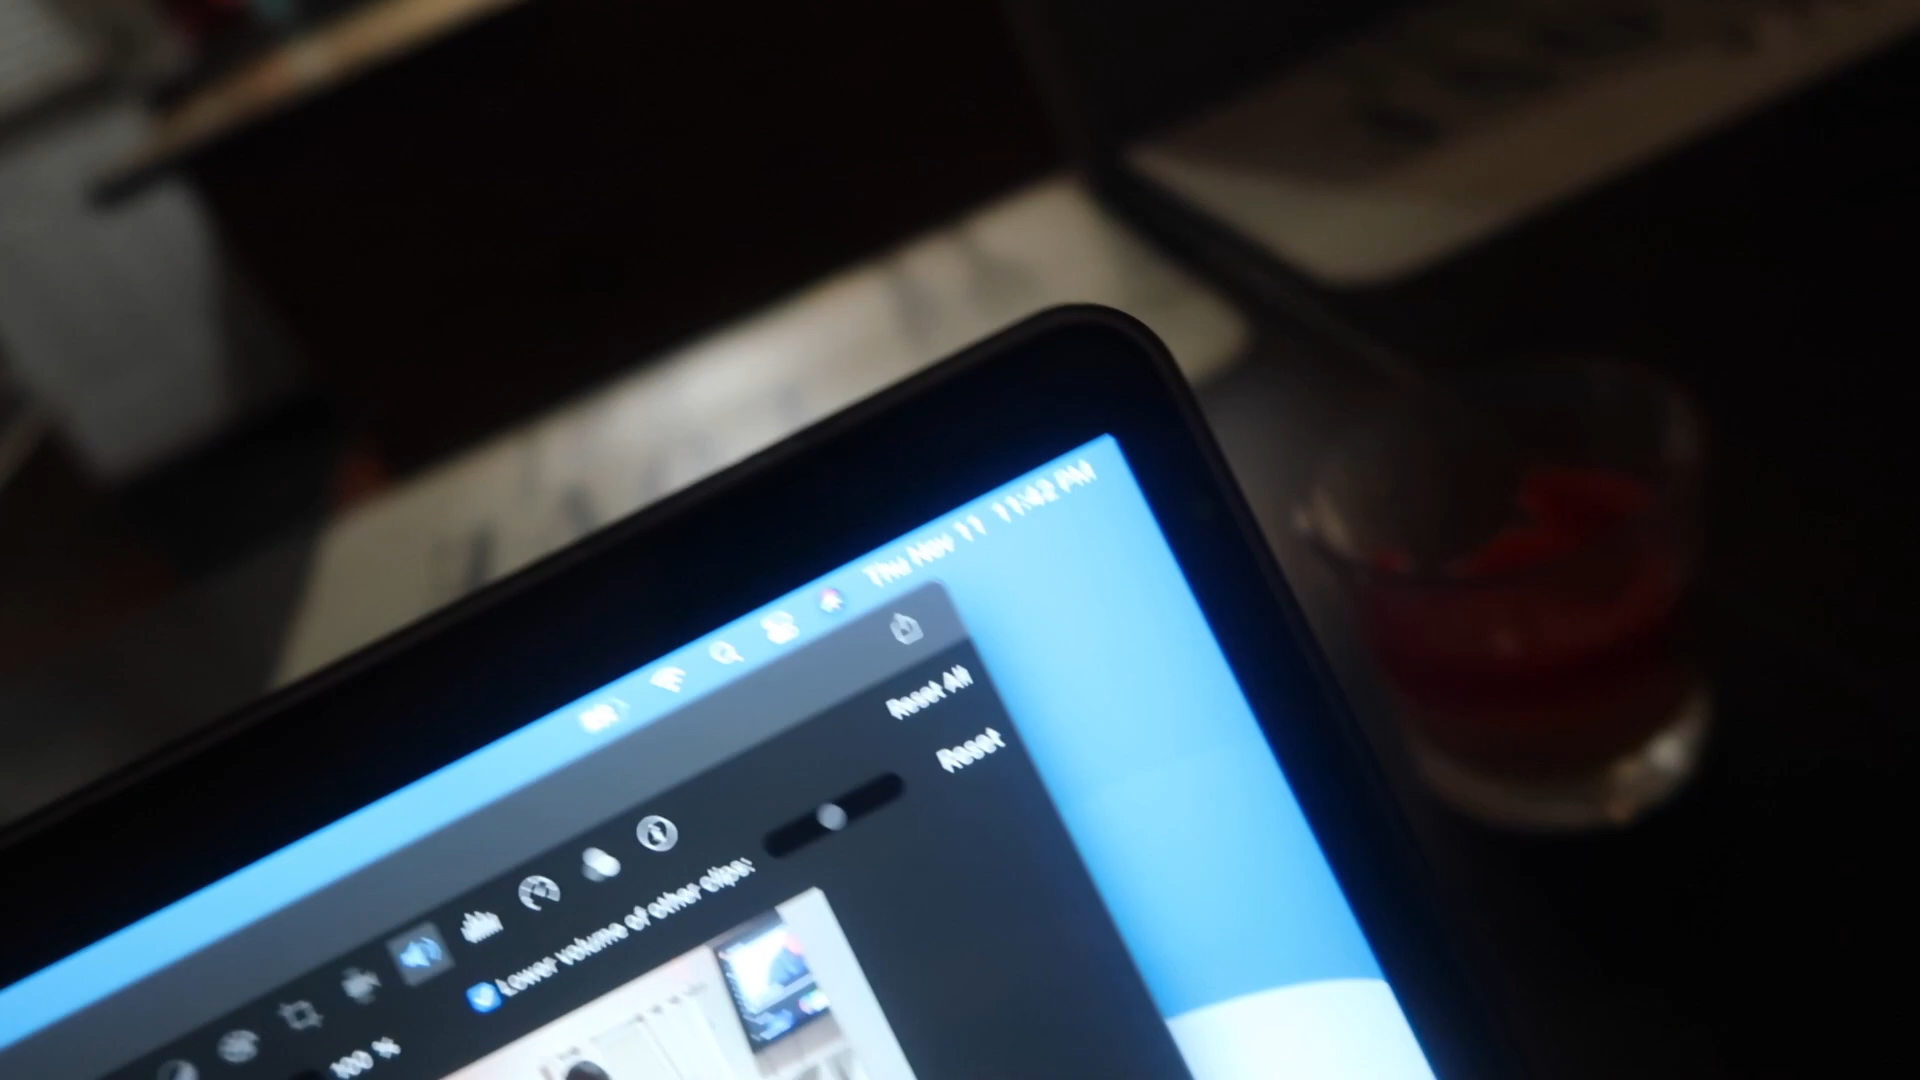 Thu Nov 11 11:42 PM
Reset All
Reset
Lower volume of other clips:
100 %